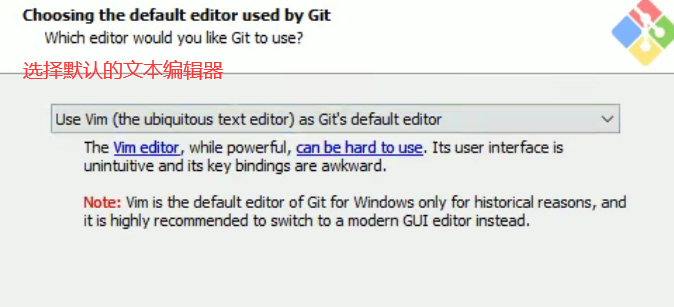 Choosing the default editor used by Git
Which editor would you like Git to use?
选择默认的文本编辑器
Use Vim (the ubiquitous text editor) as Git's default editor
The Vim editor, while powerful, can be hard to use. Its user interface is
unintuitive and its key bindings are awkward.
Note: Vim is the default editor of Git for Windows only for historical reasons, and
it is highly recommended to switch to a modern GUI editor instead.